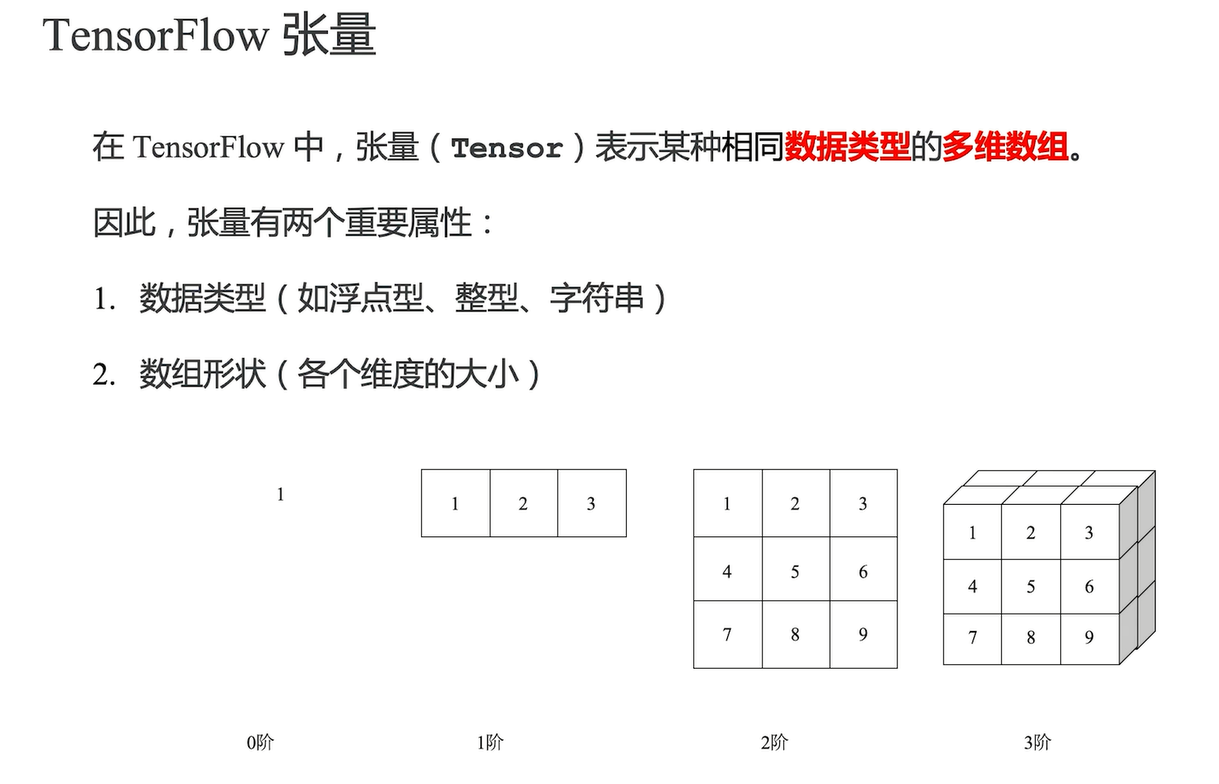 TensorFlow 张量
在 TensorFlow 中，张量（Tensor）表示某种相同数据类型的多维数组。
因此，张量有两个重要属性：
1. 数据类型（如浮点型、整型、字符串）
2. 数组形状（各个维度的大小）
1
1 2 3
1 2 3
4 5 6
7 8 9
1 2 3
4 5 6
7 8 9
0阶 1阶 2阶 3阶